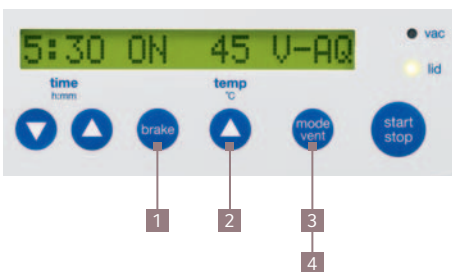 5:30 ON 45 V-AQ
vac
lid
time
h:mm
temp
°C
brake
mode
vent
start
stop
1
2
3
4